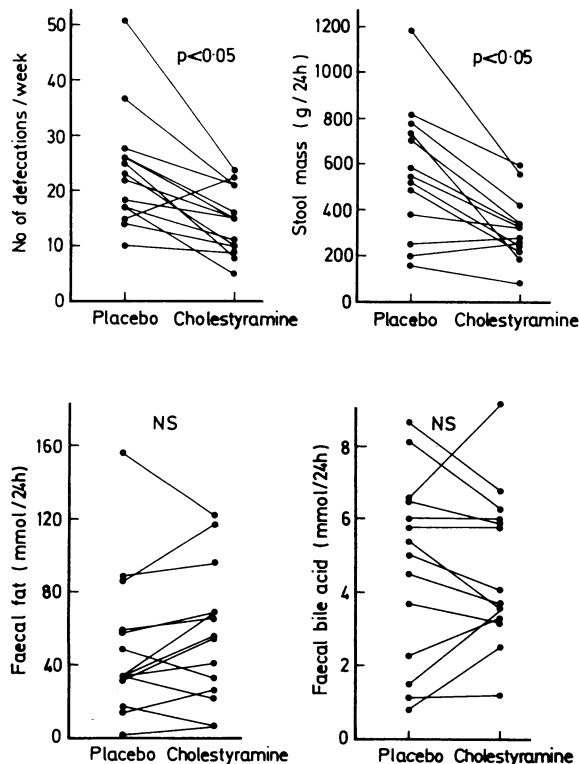 No of defecations/week
50
40
30
20
10
0
p<0·05
Placebo Cholestyramine
Stool mass (g/24h)
1200
1000
800
600
400
200
0
p<0·05
Placebo Cholestyramine
Faecal fat (mmol/24h)
160
120
80
40
0
NS
Placebo Cholestyramine
Faecal bile acid (mmol/24h)
8
6
4
2
0
NS
Placebo Cholestyramine